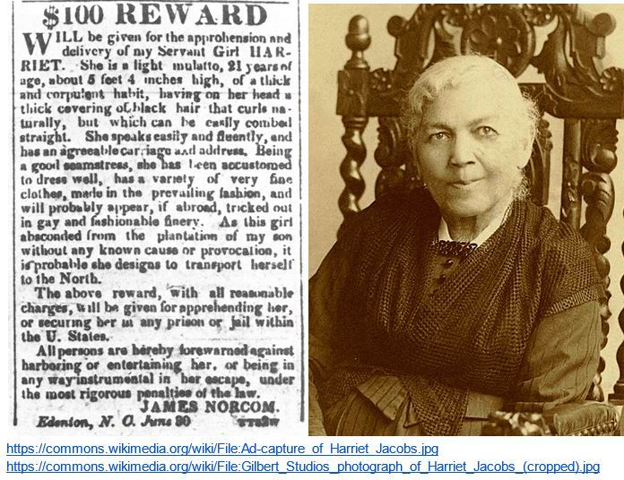 $100 REWARD
WILL be given for the apprehension and
delivery of my Servant Girl HAR-
RIET. She is a light mulatto, 21 years of
age, about 5 feet 4 inches high, of a thick
and corpulent habit, having on her head a
thick covering of black hair that curls na-
turally, but which can be easily combed
straight. She speaks easily and fluently, and
has an agreeable carriage and address. Being
a good seamstress, she has been accustomed
to dress well, has a variety of very fine
clothes, made in the prevailing fashion, and
will probably appear, if abroad, tricked out
in gay and fashionable finery. As this girl
absconded from the plantation of my son
without any known cause or provocation, it
is probable she designs to transport herself
to the North.
The above reward, with all reasonable
charges, will be given for apprehending her,
or securing her in any prison or jail within
the U. States.
All persons are hereby forewarned against
harboring or entertaining her, or being in
any way instrumental in her escape, under
the most rigorous penalties of the law.
JAMES NORCOM.
Edenton, N. C. June 30
https://commons.wikimedia.org/wiki/File:Ad-capture_of_Harriet_Jacobs.jpg
https://commons.wikimedia.org/wiki/File:Gilbert_Studios_photograph_of_Harriet_Jacobs_(cropped).jpg